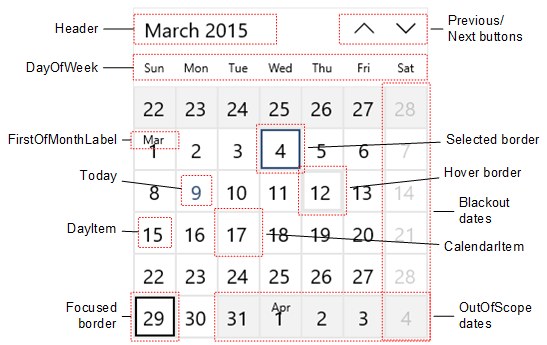 Header
March 2015
Previous/
Next buttons
DayOfWeek
Sun Mon Tue Wed Thu Fri Sat
22 23 24 25 26 27 28
FirstOfMonthLabel
Mar
1 2 3 4 5 6 7
Selected border
Today
8 9 10 11 12 13 14
Hover border
Blackout
dates
DayItem
15 16 17 18 19 20 21
CalendarItem
22 23 24 25 26 27 28
Focused
border
Apr
29 30 31 1 2 3 4
OutOfScope
dates